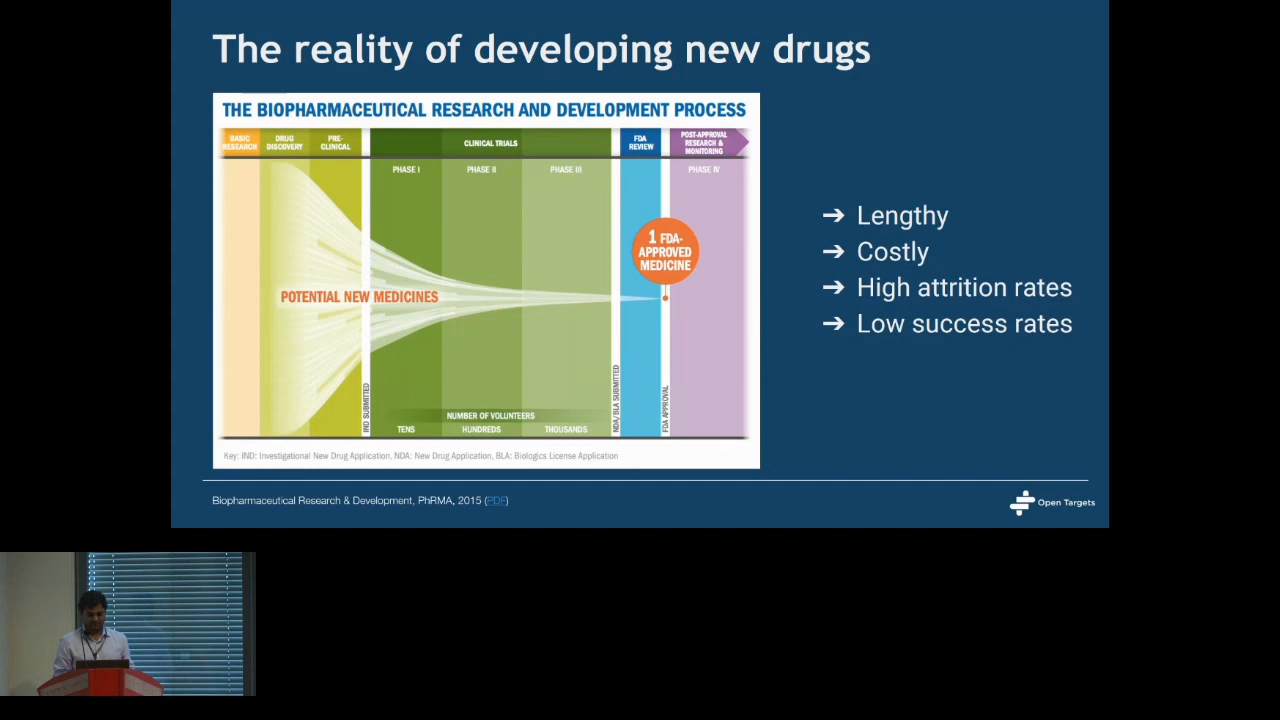 The reality of developing new drugs
THE BIOPHARMACEUTICAL RESEARCH AND DEVELOPMENT PROCESS
BASIC
RESEARCH
DRUG
DISCOVERY
PRE-
CLINICAL
CLINICAL TRIALS
FDA
REVIEW
POST-APPROVAL
RESEARCH &
MONITORING
PHASE I
PHASE II
PHASE III
PHASE IV
1 FDA-
APPROVED
MEDICINE
POTENTIAL NEW MEDICINES
IND SUBMITTED
NDA/BLA SUBMITTED
FDA APPROVAL
NUMBER OF VOLUNTEERS
TENS
HUNDREDS
THOUSANDS
Key: IND: Investigational New Drug Application, NDA: New Drug Application, BLA: Biologics License Application
➔ Lengthy
➔ Costly
➔ High attrition rates
➔ Low success rates
Biopharmaceutical Research & Development, PhRMA, 2015 (PDF)
Open Targets